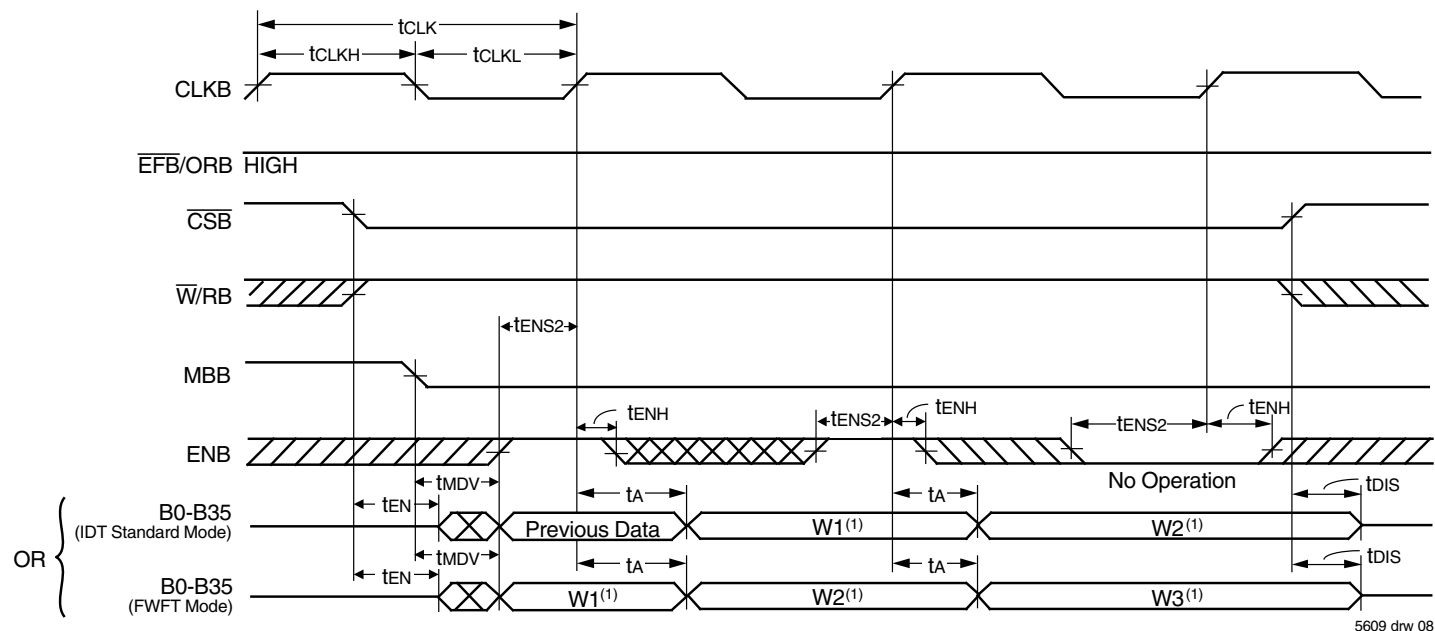 tCLK
tCLKH
tCLKL
CLKB
EFB/ORB HIGH
CSB
W/RB
tENS2
MBB
tENH
tENS2
tENH
tENS2
tENH
ENB
No Operation
tMDV
tEN
tA
tA
tDIS
B0-B35
(IDT Standard Mode)
Previous Data
W1(1)
W2(1)
OR
tMDV
tEN
tA
tA
tDIS
B0-B35
(FWFT Mode)
W1(1)
W2(1)
W3(1)
5609 drw 08